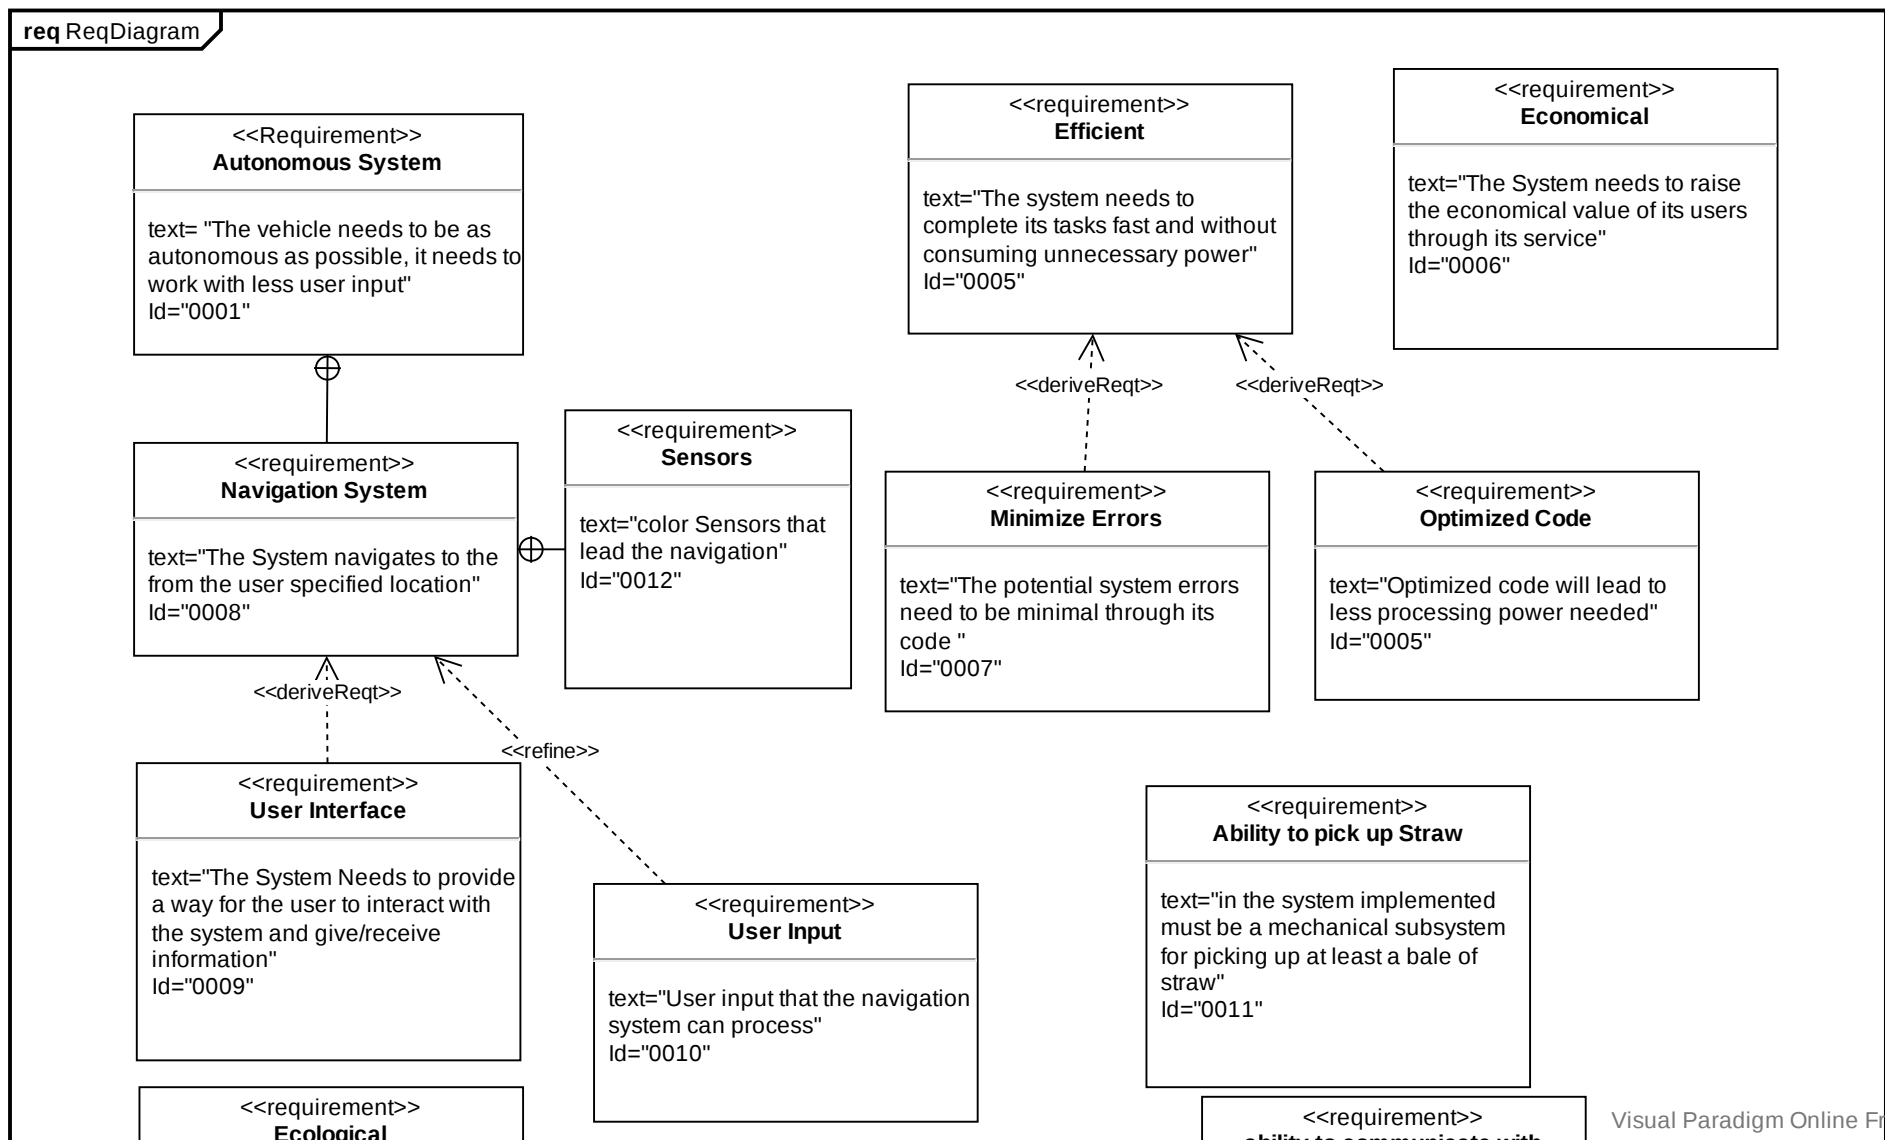 req ReqDiagram
<<Requirement>>
Autonomous System
text= "The vehicle needs to be as
autonomous as possible, it needs to
work with less user input"
Id="0001"
<<requirement>>
Efficient
text="The system needs to
complete its tasks fast and without
consuming unnecessary power"
Id="0005"
<<requirement>>
Economical
text="The System needs to raise
the economical value of its users
through its service"
Id="0006"
<<deriveReqt>>
<<deriveReqt>>
<<requirement>>
Navigation System
text="The System navigates to the
from the user specified location"
Id="0008"
<<requirement>>
Sensors
text="color Sensors that
lead the navigation"
Id="0012"
<<requirement>>
Minimize Errors
text="The potential system errors
need to be minimal through its
code "
Id="0007"
<<requirement>>
Optimized Code
text="Optimized code will lead to
less processing power needed"
Id="0005"
<<deriveReqt>>
<<refine>>
<<requirement>>
User Interface
text="The System Needs to provide
a way for the user to interact with
the system and give/receive
information"
Id="0009"
<<requirement>>
User Input
text="User input that the navigation
system can process"
Id="0010"
<<requirement>>
Ability to pick up Straw
text="in the system implemented
must be a mechanical subsystem
for picking up at least a bale of
straw"
Id="0011"
<<requirement>>
Ecological
<<requirement>>
ability to communicate with
Visual Paradigm Online Fr